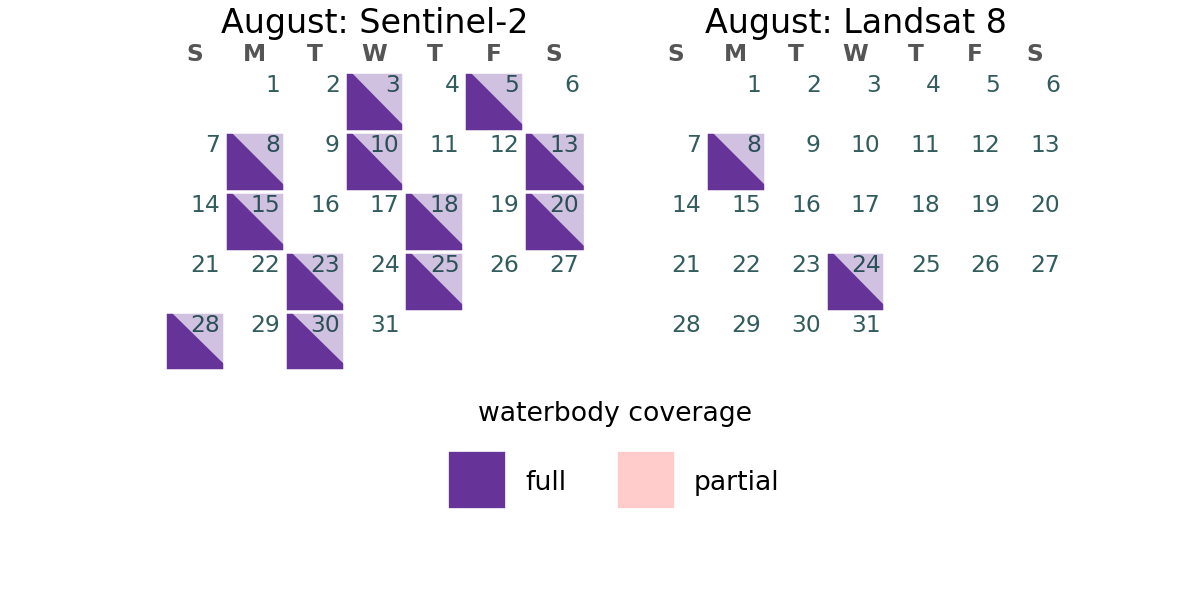 August: Sentinel-2
S M T W T F S
1 2 3 4 5 6
7 8 9 10 11 12 13
14 15 16 17 18 19 20
21 22 23 24 25 26 27
28 29 30 31
August: Landsat 8
S M T W T F S
1 2 3 4 5 6
7 8 9 10 11 12 13
14 15 16 17 18 19 20
21 22 23 24 25 26 27
28 29 30 31
waterbody coverage
full partial